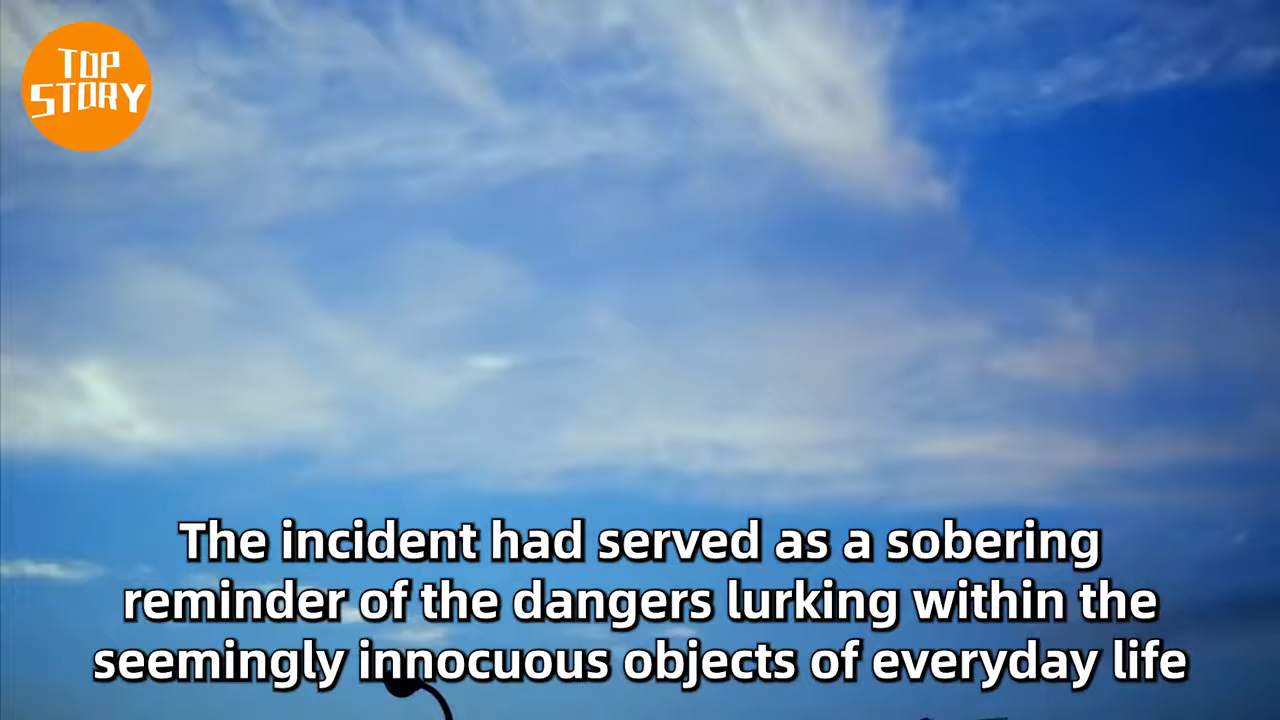 TOP
STORY
The incident had served as a sobering
reminder of the dangers lurking within the
seemingly innocuous objects of everyday life